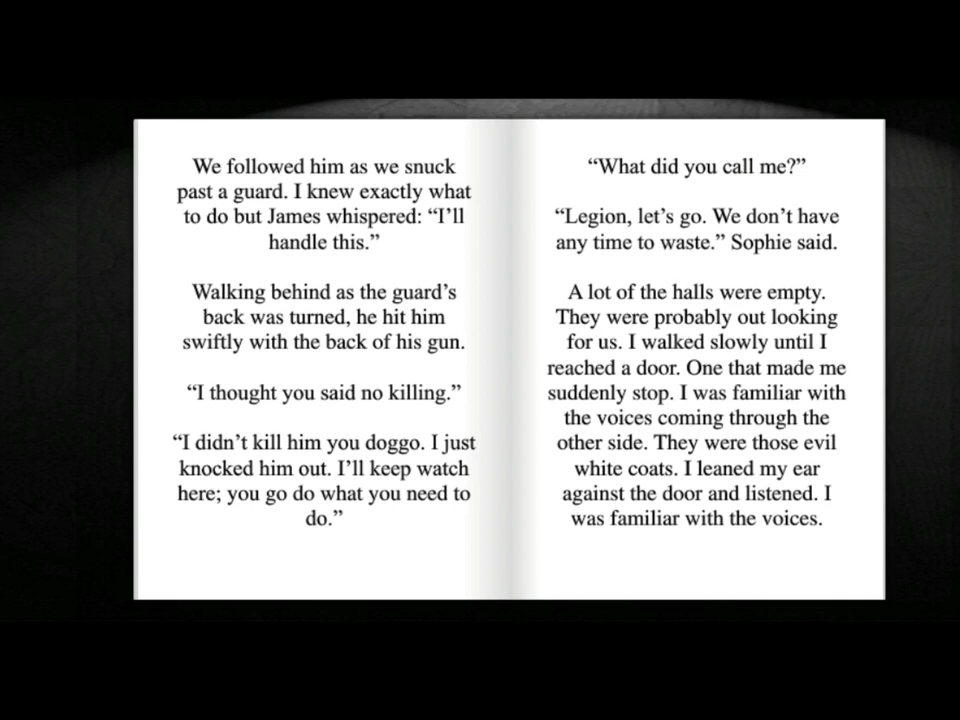 We followed him as we snuck
past a guard. I knew exactly what
to do but James whispered: “I’ll
handle this.”
Walking behind as the guard’s
back was turned, he hit him
swiftly with the back of his gun.
“I thought you said no killing.”
“I didn’t kill him you doggo. I just
knocked him out. I’ll keep watch
here; you go do what you need to
do.”
“What did you call me?”
“Legion, let’s go. We don’t have
any time to waste.” Sophie said.
A lot of the halls were empty.
They were probably out looking
for us. I walked slowly until I
reached a door. One that made me
suddenly stop. I was familiar with
the voices coming through the
other side. They were those evil
white coats. I leaned my ear
against the door and listened. I
was familiar with the voices.